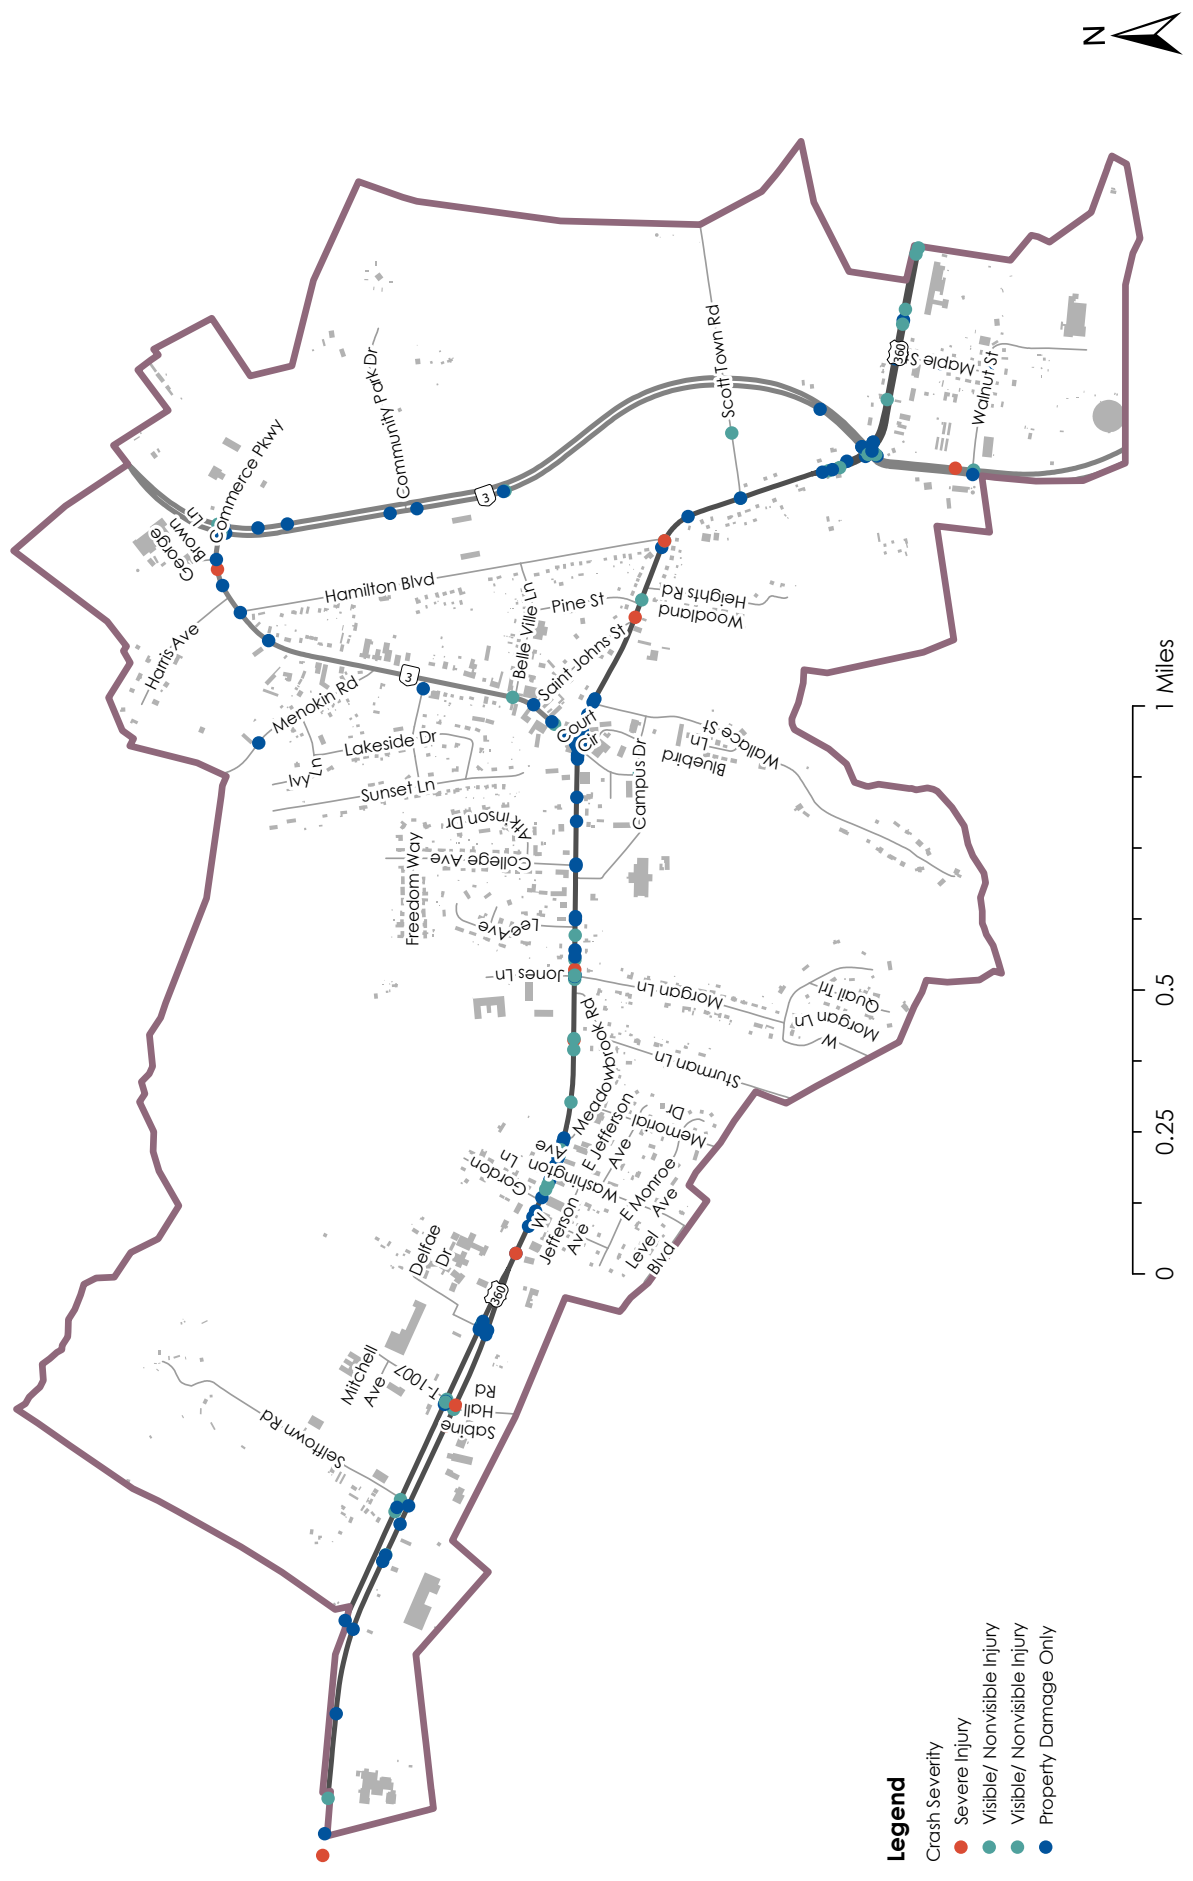 N
Commerce Pkwy
George
Brown
Ln
Community Park Dr
3
Scott Town Rd
360
Maple St
Walnut St
Harris Ave
Hamilton Blvd
Menokin Rd
3
Belle-Ville Ln
Pine St
Saint-Johns St
Woodland
Heights Rd
Ivy
Ln
Lakeside Dr
Sunset Ln
Court
Cir
Campus Dr
Bluebird
Ln
Wallace St
Atkinson Dr
College Ave
Freedom Way
Lee Ave
Jones Ln
Morgan Ln
Quail Trl
W
Morgan Ln
Sturman Ln
Meadowbrook Rd
Memorial
Dr
E Jefferson
Ave
Washington
Ave
Gordon
Ln
E Monroe
Ave
W
Jefferson
Ave
Level
Blvd
Delfae
Dr
360
Mitchell
Ave
T-1007
Sabine
Hall
Rd
Selftown Rd
0
0.25
0.5
1 Miles
Legend
Crash Severity
Severe Injury
Visible/ Nonvisible Injury
Visible/ Nonvisible Injury
Property Damage Only